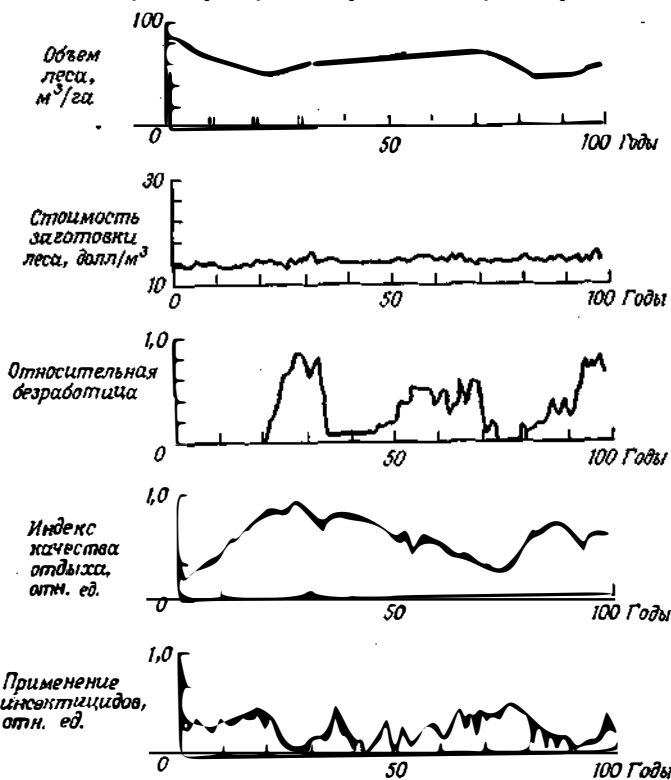 100
Объем
леса,
м³/га
0
50
100 Годы
30
Стоимость
заготовки
леса, долл/м³
10
0
50
100 Годы
1,0
Относительная
безработица
0
50
100 Годы
1,0
Индекс
качества
отдыха,
отн. ед.
0
50
100 Годы
1,0
Применение
инсектицидов,
отн. ед.
0
50
100 Годы